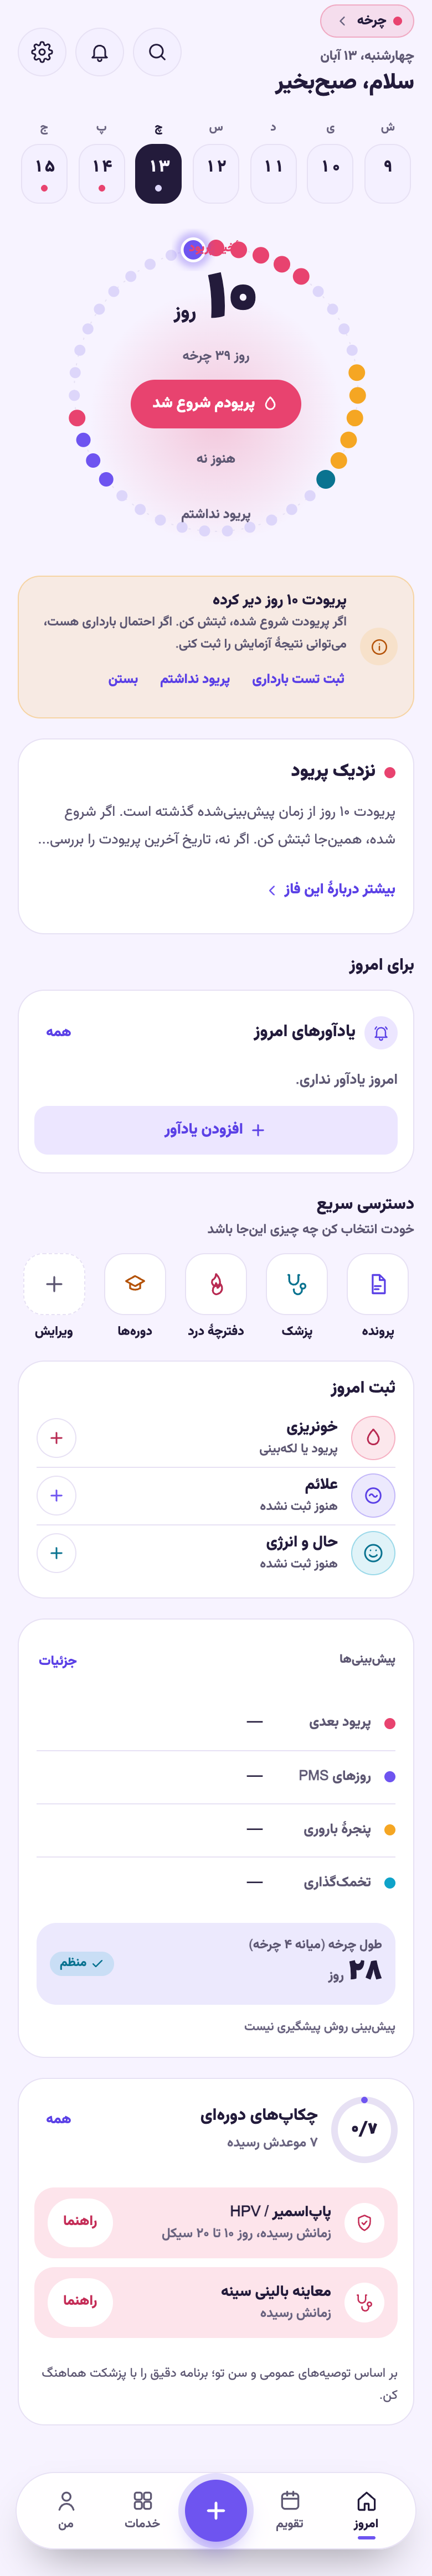 چرخه
چهارشنبه، ۱۳ آبان
سلام، صبح‌بخیر
ش ی د س چ پ ج
۹ ۱۰ ۱۱ ۱۲ ۱۳ ۱۴ ۱۵
۱۰ روز
روز ۳۹ چرخه
پریودم شروع شد
هنوز نه
پریود نداشتم
پریودت ۱۰ روز دیر کرده
اگر پریودت شروع شده، ثبتش کن. اگر احتمال بارداری هست،
می‌توانی نتیجهٔ آزمایش را ثبت کنی.
ثبت تست بارداری پریود نداشتم بستن
نزدیک پریود
پریودت ۱۰ روز از زمان پیش‌بینی‌شده گذشته است. اگر شروع
شده، همین‌جا ثبتش کن. اگر نه، تاریخ آخرین پریودت را بررسی...
بیشتر دربارهٔ این فاز
برای امروز
یادآورهای امروز
همه
امروز یادآور نداری.
افزودن یادآور
دسترسی سریع
خودت انتخاب کن چه چیزی این‌جا باشد
پرونده پزشک دفترچهٔ درد دوره‌ها ویرایش
ثبت امروز
خونریزی
پریود یا لکه‌بینی
علائم
هنوز ثبت نشده
حال و انرژی
هنوز ثبت نشده
پیش‌بینی‌ها
جزئیات
پریود بعدی —
روزهای PMS —
پنجرهٔ باروری —
تخمک‌گذاری —
طول چرخه (میانه ۴ چرخه)
۲۸ روز
منظم
پیش‌بینی روش پیشگیری نیست
۰/۷
چکاپ‌های دوره‌ای
۷ موعدش رسیده
همه
پاپ‌اسمیر / HPV
زمانش رسیده، روز ۱۰ تا ۲۰ سیکل
راهنما
معاینه بالینی سینه
زمانش رسیده
راهنما
بر اساس توصیه‌های عمومی و سن تو؛ برنامه دقیق را با پزشکت هماهنگ
کن.
امروز تقویم خدمات من